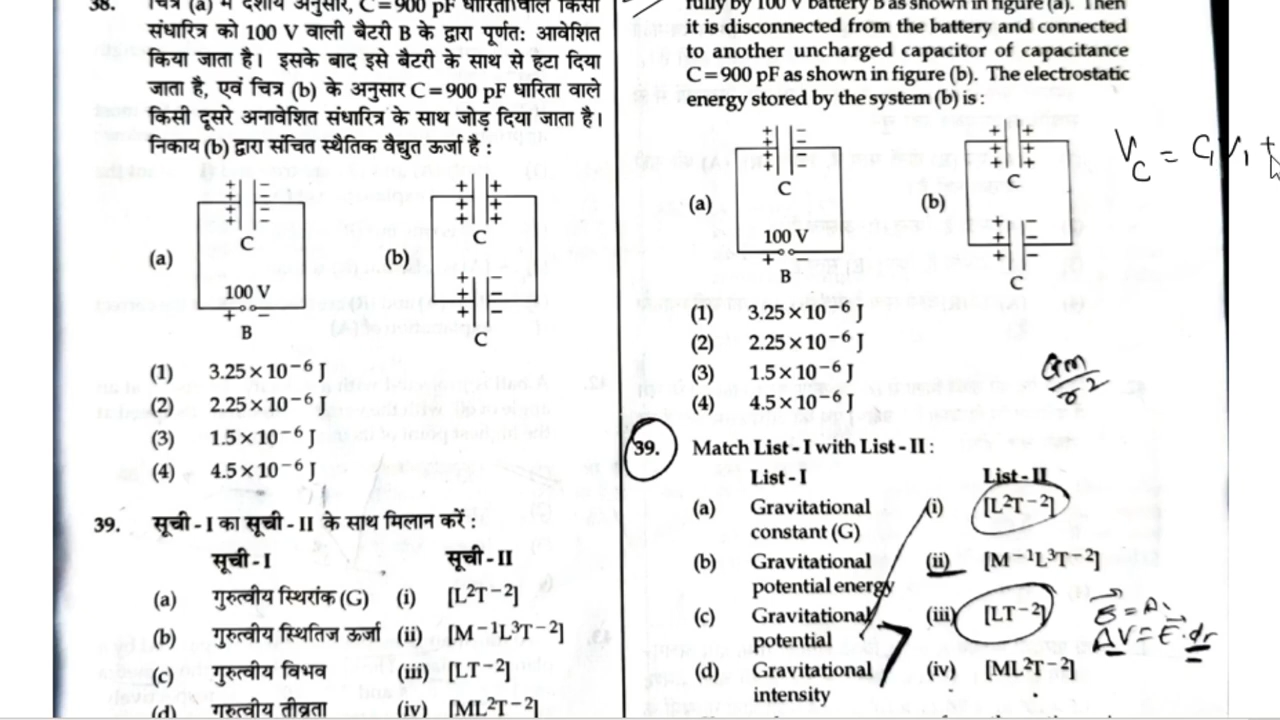 38. चित्र (a) में दर्शाये अनुसार, C = 900 pF धारिता वाले किसी
संधारित्र को 100 V वाली बैटरी B के द्वारा पूर्णत: आवेशित
किया जाता है। इसके बाद इसे बैटरी के साथ से हटा दिया
जाता है, एवं चित्र (b) के अनुसार C = 900 pF धारिता वाले
किसी दूसरे अनावेशित संधारित्र के साथ जोड़ दिया जाता है।
निकाय (b) द्वारा संचित स्थैतिक वैद्युत ऊर्जा है :
C
(a)
100 V
B
(b)
C
C
(1) 3.25 × 10⁻⁶ J
(2) 2.25 × 10⁻⁶ J
(3) 1.5 × 10⁻⁶ J
(4) 4.5 × 10⁻⁶ J
39. सूची - I का सूची - II के साथ मिलान करें :
सूची - I सूची - II
(a) गुरुत्वीय स्थिरांक (G) (i) [L²T⁻²]
(b) गुरुत्वीय स्थितिज ऊर्जा (ii) [M⁻¹L³T⁻²]
(c) गुरुत्वीय विभव (iii) [LT⁻²]
(d) गुरुत्वीय तीव्रता (iv) [ML²T⁻²]
fully by 100 V battery B as shown in figure (a). Then
it is disconnected from the battery and connected
to another uncharged capacitor of capacitance
C = 900 pF as shown in figure (b). The electrostatic
energy stored by the system (b) is :
C
(a)
100 V
B
(b)
C
C
(1) 3.25 × 10⁻⁶ J
(2) 2.25 × 10⁻⁶ J
(3) 1.5 × 10⁻⁶ J
(4) 4.5 × 10⁻⁶ J
39. Match List - I with List - II :
List - I List - II
(a) Gravitational (i) [L²T⁻²]
constant (G)
(b) Gravitational (ii) [M⁻¹L³T⁻²]
potential energy
(c) Gravitational (iii) [LT⁻²]
potential
(d) Gravitational (iv) [ML²T⁻²]
intensity
V_C = C₁V₁ +
Gm
r²
ΔV = E · dr